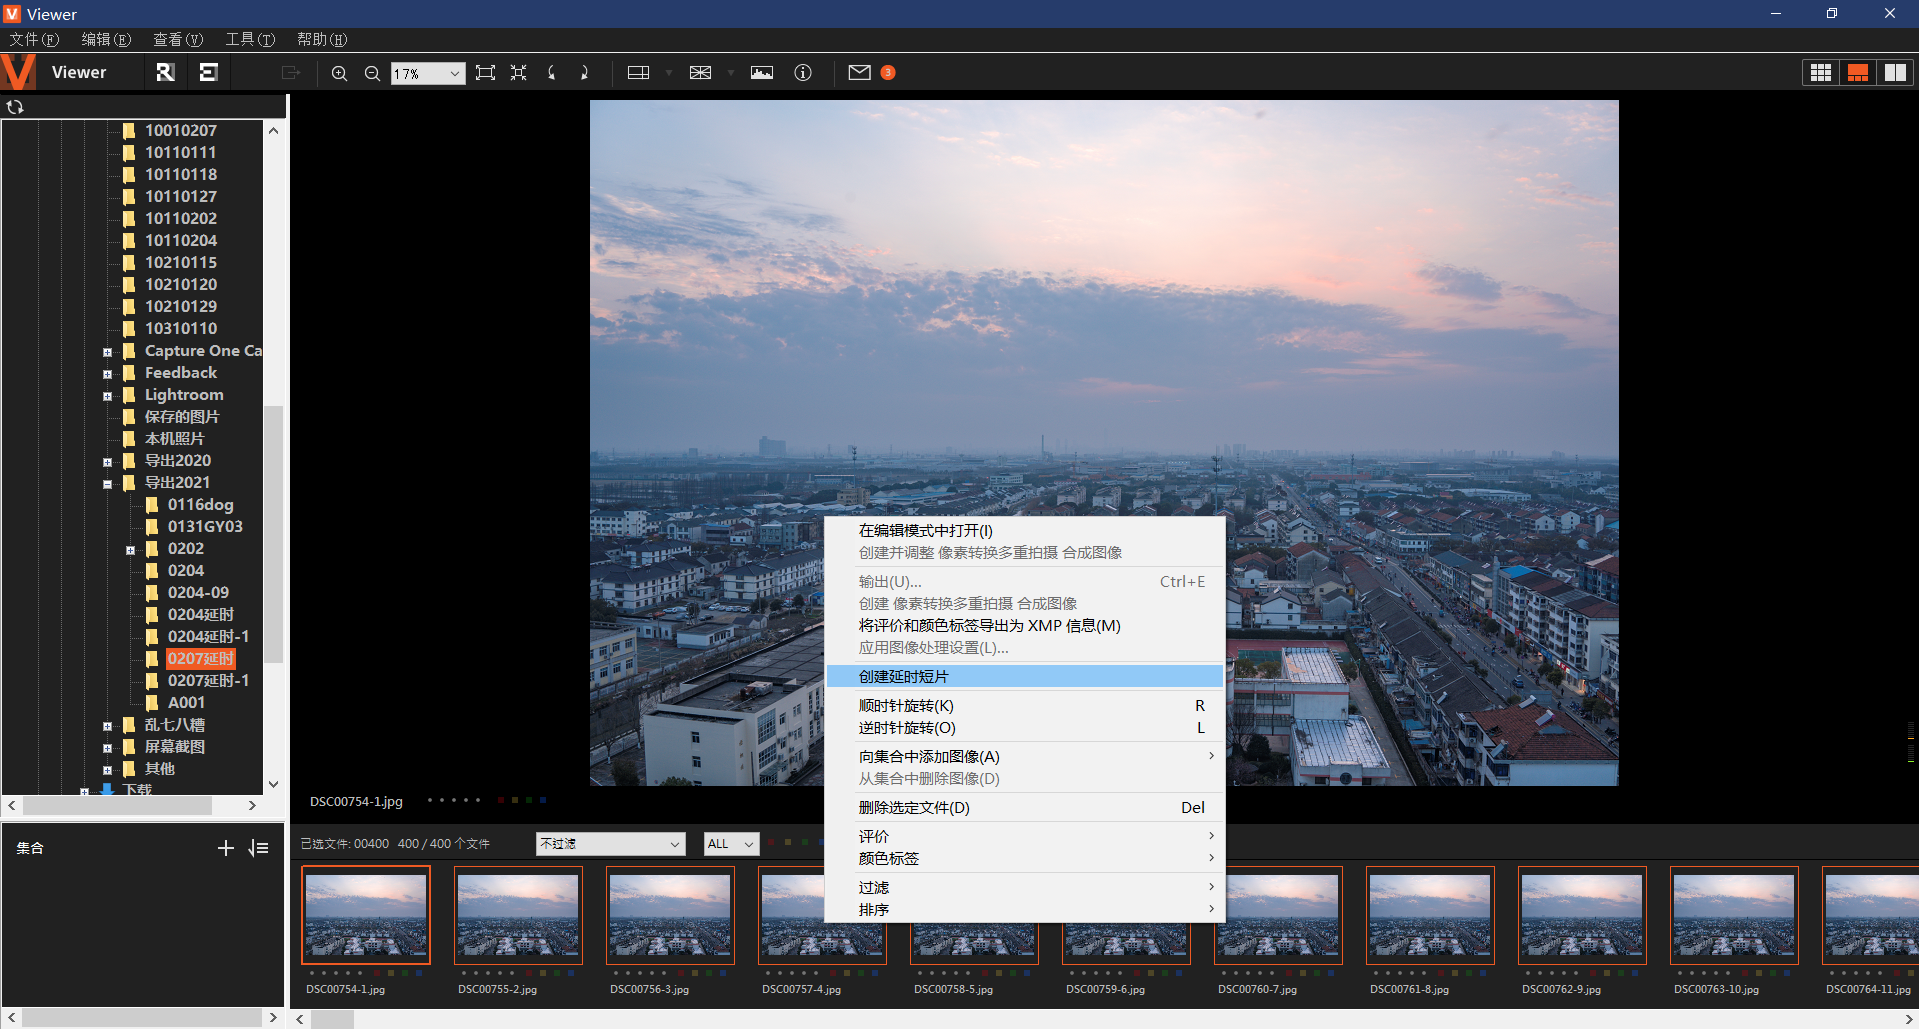 Viewer
文件(F) 编辑(E) 查看(V) 工具(T) 帮助(H)
Viewer R E 17% 3
10010207
10110111
10110118
10110127
10110202
10110204
10210115
10210120
10210129
10310110
Capture One Ca
Feedback
Lightroom
保存的图片
本机照片
导出2020
导出2021
0116dog
0131GY03
0202
0204
0204-09
0204延时
0204延时-1
0207延时
0207延时-1
A001
乱七八糟
屏幕截图
其他
下载
集合
DSC00754-1.jpg
在编辑模式中打开(I)
创建并调整 像素转换多重拍摄 合成图像
输出(U)... Ctrl+E
创建 像素转换多重拍摄 合成图像
将评价和颜色标签导出为 XMP 信息(M)
应用图像处理设置(L)...
创建延时短片
顺时针旋转(K) R
逆时针旋转(O) L
向集合中添加图像(A)
从集合中删除图像(D)
删除选定文件(D) Del
评价
颜色标签
过滤
排序
已选文件: 00400 400 / 400 个文件 不过滤 ALL
DSC00754-1.jpg DSC00755-2.jpg DSC00756-3.jpg DSC00757-4.jpg DSC00758-5.jpg DSC00759-6.jpg DSC00760-7.jpg DSC00761-8.jpg DSC00762-9.jpg DSC00763-10.jpg DSC00764-11.jpg